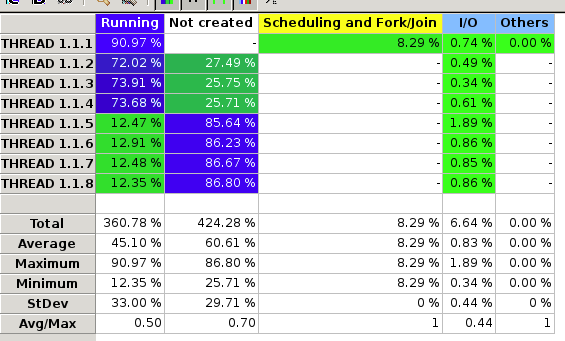 Running Not created Scheduling and Fork/Join I/O Others
THREAD 1.1.1 90.97 % - 8.29 % 0.74 % 0.00 %
THREAD 1.1.2 72.02 % 27.49 % - 0.49 % -
THREAD 1.1.3 73.91 % 25.75 % - 0.34 % -
THREAD 1.1.4 73.68 % 25.71 % - 0.61 % -
THREAD 1.1.5 12.47 % 85.64 % - 1.89 % -
THREAD 1.1.6 12.91 % 86.23 % - 0.86 % -
THREAD 1.1.7 12.48 % 86.67 % - 0.85 % -
THREAD 1.1.8 12.35 % 86.80 % - 0.86 % -
Total 360.78 % 424.28 % 8.29 % 6.64 % 0.00 %
Average 45.10 % 60.61 % 8.29 % 0.83 % 0.00 %
Maximum 90.97 % 86.80 % 8.29 % 1.89 % 0.00 %
Minimum 12.35 % 25.71 % 8.29 % 0.34 % 0.00 %
StDev 33.00 % 29.71 % 0 % 0.44 % 0 %
Avg/Max 0.50 0.70 1 0.44 1